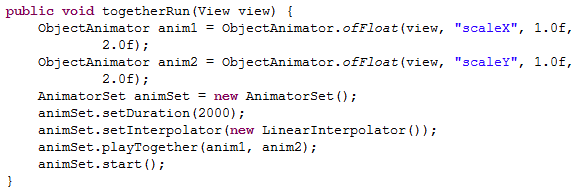 public void togetherRun(View view) {
    ObjectAnimator anim1 = ObjectAnimator.ofFloat(view, "scaleX", 1.0f,
            2.0f);
    ObjectAnimator anim2 = ObjectAnimator.ofFloat(view, "scaleY", 1.0f,
            2.0f);
    AnimatorSet animSet = new AnimatorSet();
    animSet.setDuration(2000);
    animSet.setInterpolator(new LinearInterpolator());
    animSet.playTogether(anim1, anim2);
    animSet.start();
}